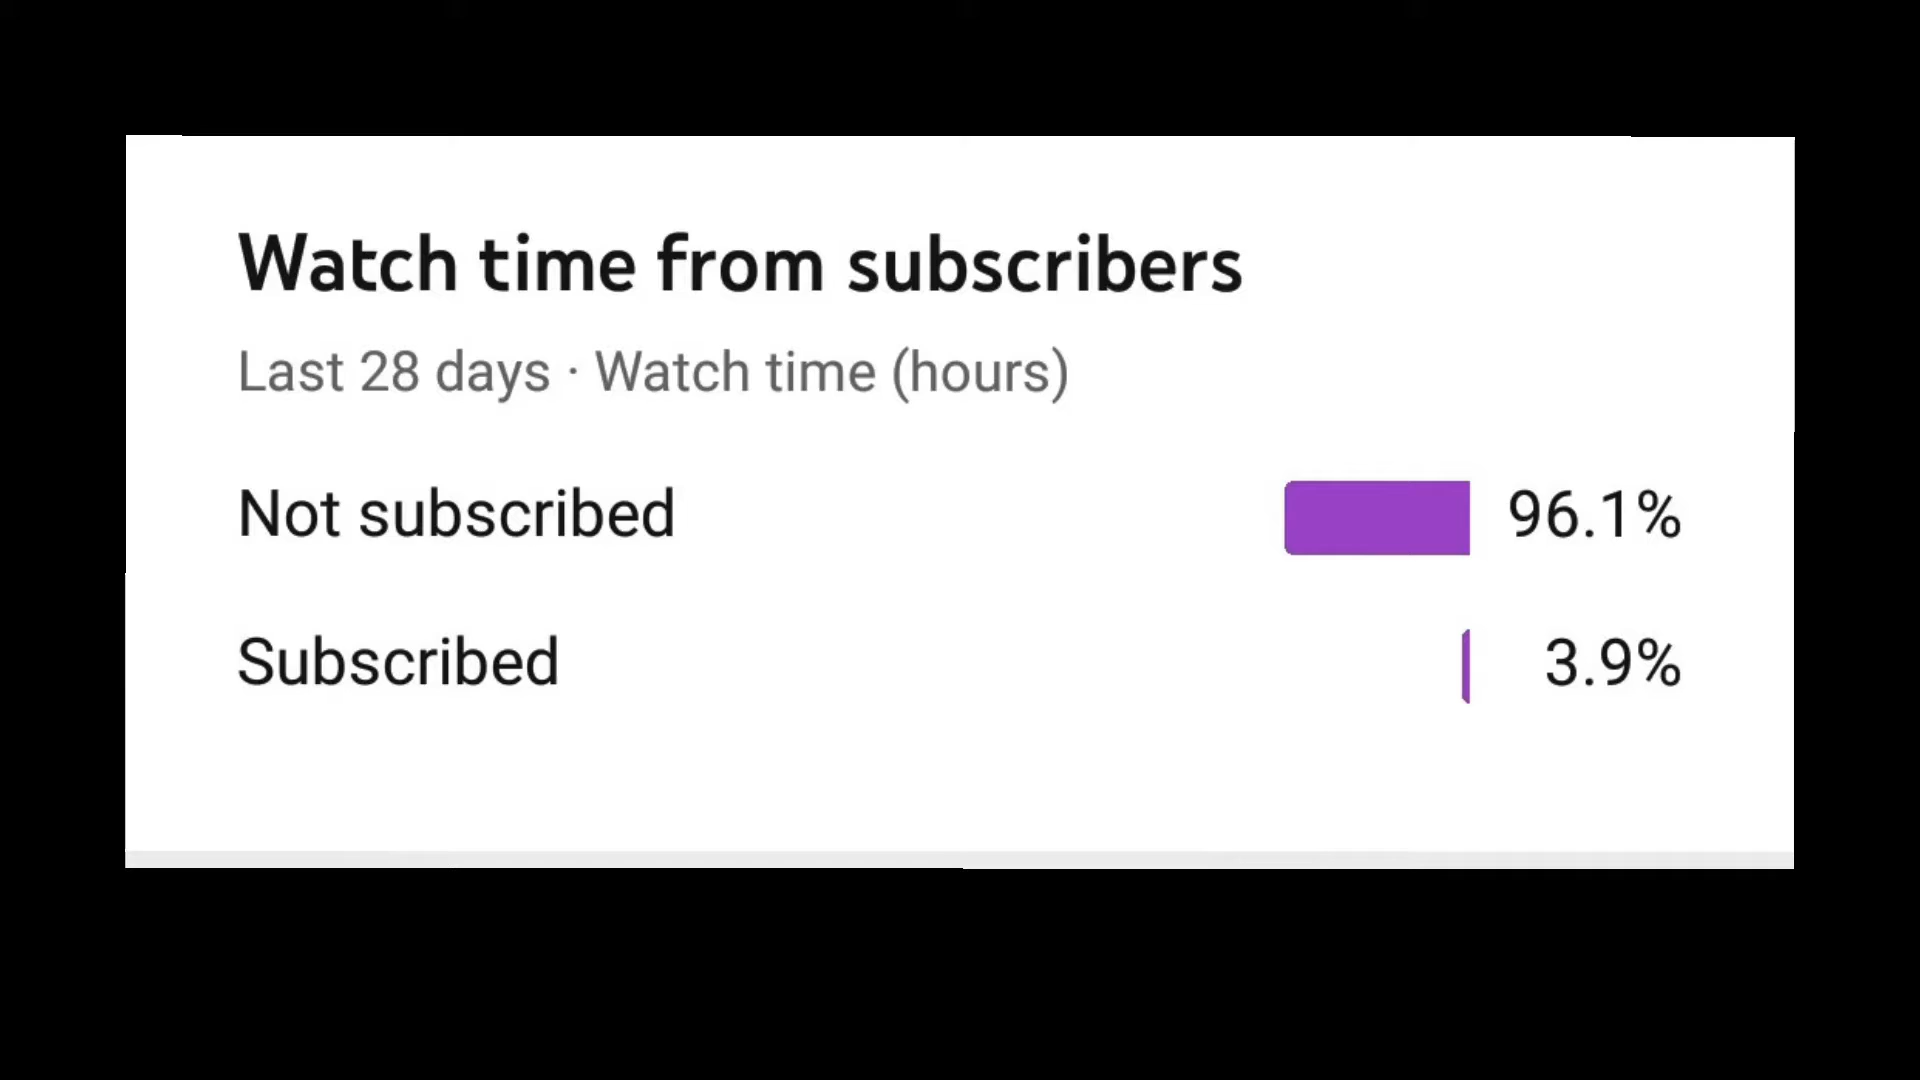 Watch time from subscribers
Last 28 days · Watch time (hours)
Not subscribed 96.1%
Subscribed 3.9%